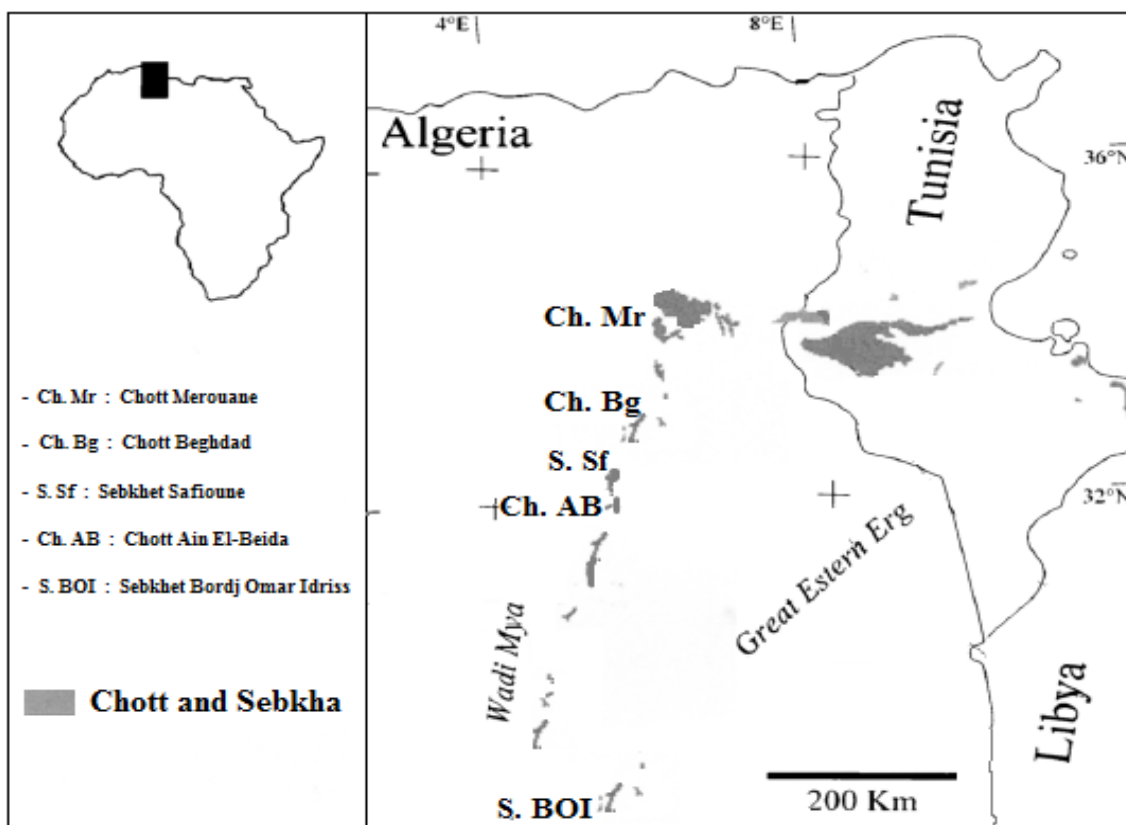 - Ch. Mr : Chott Merouane
- Ch. Bg : Chott Beghdad
- S. Sf : Sebkhet Safioune
- Ch. AB : Chott Ain El-Beida
- S. BOI : Sebkhet Bordj Omar Idriss
Chott and Sebkha
4°E
8°E
Algeria
Tunisia
36°N
Ch. Mr
Ch. Bg
S. Sf
Ch. AB
32°N
Great Estern Erg
Wadi Mya
Libya
S. BOI
200 Km